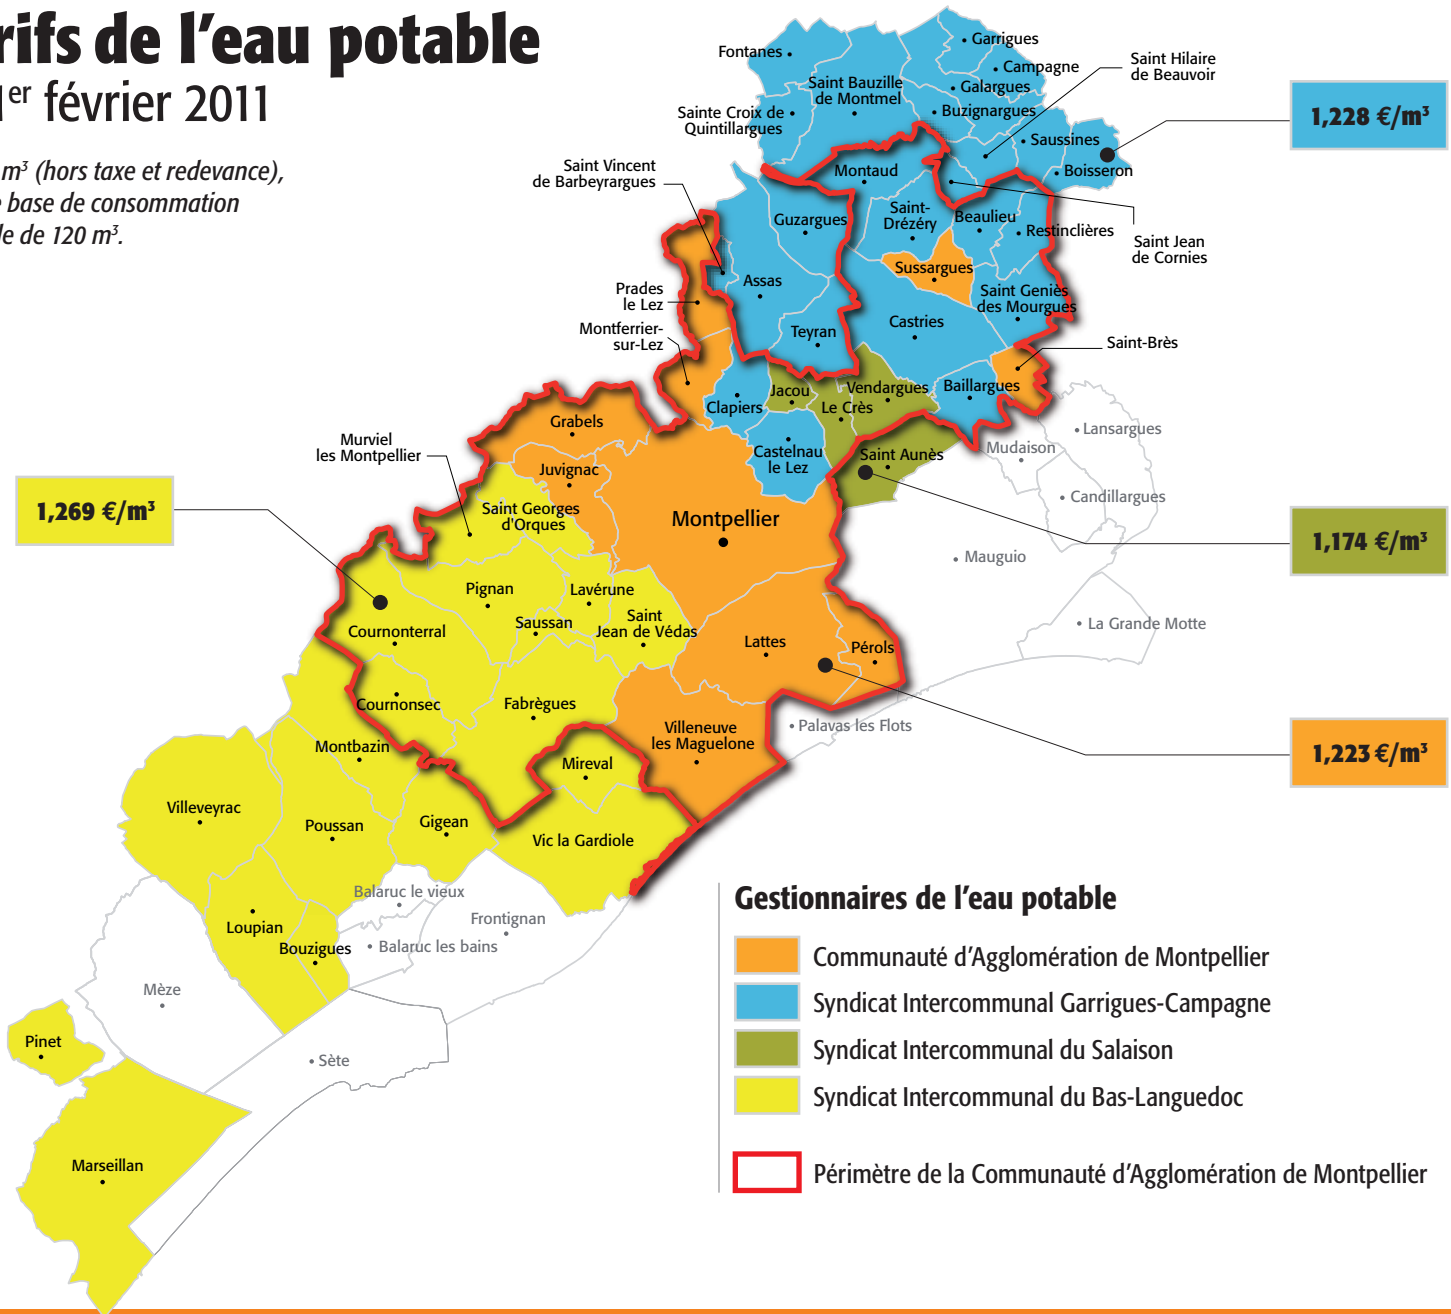 rifs de l'eau potable
1er février 2011
m³ (hors taxe et redevance),
base de consommation
de 120 m³.
Fontanes
Garrigues
Campagne
Saint Hilaire
de Beauvoir
Saint Bauzille
de Montmel
Galargues
Sainte Croix de
Quintillargues
Buzignargues
1,228 €/m³
Saussines
Boisseron
Saint Vincent
de Barbeyrargues
Montaud
Guzargues
Saint-
Drézéry
Beaulieu
Restinclières
Saint Jean
de Cornies
Sussargues
Assas
Prades
le Lez
Saint Geniès
des Mourgues
Montferrier-
sur-Lez
Teyran
Castries
Saint-Brès
Jacou
Vendargues
Baillargues
Clapiers
Le Crès
Grabels
Lansargues
Murviel
les Montpellier
Castelnau
le Lez
Saint Aunès
Mudaison
Juvignac
Candillargues
1,269 €/m³
Saint Georges
d'Orques
Montpellier
1,174 €/m³
Mauguio
Pignan
Lavérune
Saussan
Saint
Jean de Védas
La Grande Motte
Cournonterral
Lattes
Pérols
Cournonsec
Fabrègues
Villeneuve
les Maguelone
Palavas les Flots
1,223 €/m³
Montbazin
Mireval
Villeveyrac
Poussan
Gigean
Vic la Gardiole
Balaruc le vieux
Frontignan
Loupian
Bouzigues
Balaruc les bains
Mèze
Pinet
Sète
Marseillan
Gestionnaires de l'eau potable
Communauté d'Agglomération de Montpellier
Syndicat Intercommunal Garrigues-Campagne
Syndicat Intercommunal du Salaison
Syndicat Intercommunal du Bas-Languedoc
Périmètre de la Communauté d'Agglomération de Montpellier